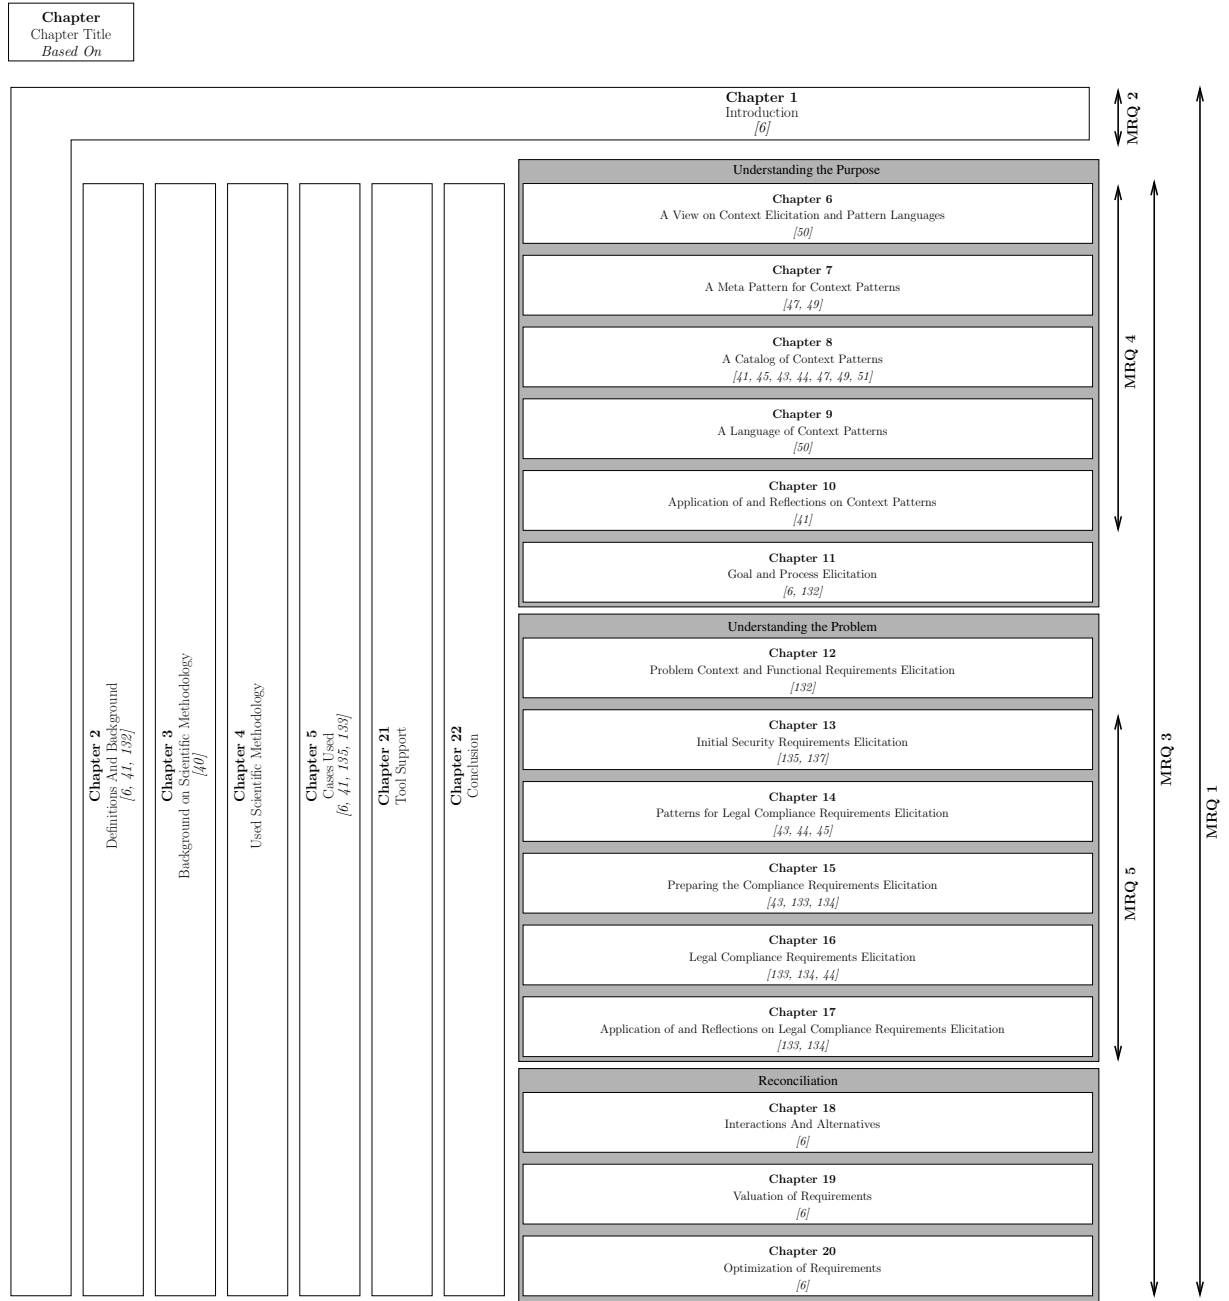 Chapter
Chapter Title
Based On
Chapter 1
Introduction
[6]
MRQ 2
MRQ 1
Chapter 2
Definitions And Background
[6, 41, 132]
Chapter 3
Background on Scientific Methodology
[40]
Chapter 4
Used Scientific Methodology
Chapter 5
Cases Used
[6, 41, 135, 133]
Chapter 21
Tool Support
Chapter 22
Conclusion
Understanding the Purpose
Chapter 6
A View on Context Elicitation and Pattern Languages
[50]
Chapter 7
A Meta Pattern for Context Patterns
[47, 49]
Chapter 8
A Catalog of Context Patterns
[41, 45, 43, 44, 47, 49, 51]
Chapter 9
A Language of Context Patterns
[50]
Chapter 10
Application of and Reflections on Context Patterns
[41]
Chapter 11
Goal and Process Elicitation
[6, 132]
MRQ 4
MRQ 3
Understanding the Problem
Chapter 12
Problem Context and Functional Requirements Elicitation
[132]
Chapter 13
Initial Security Requirements Elicitation
[135, 137]
Chapter 14
Patterns for Legal Compliance Requirements Elicitation
[43, 44, 45]
Chapter 15
Preparing the Compliance Requirements Elicitation
[43, 133, 134]
Chapter 16
Legal Compliance Requirements Elicitation
[133, 134, 44]
Chapter 17
Application of and Reflections on Legal Compliance Requirements Elicitation
[133, 134]
MRQ 5
Reconciliation
Chapter 18
Interactions And Alternatives
[6]
Chapter 19
Valuation of Requirements
[6]
Chapter 20
Optimization of Requirements
[6]